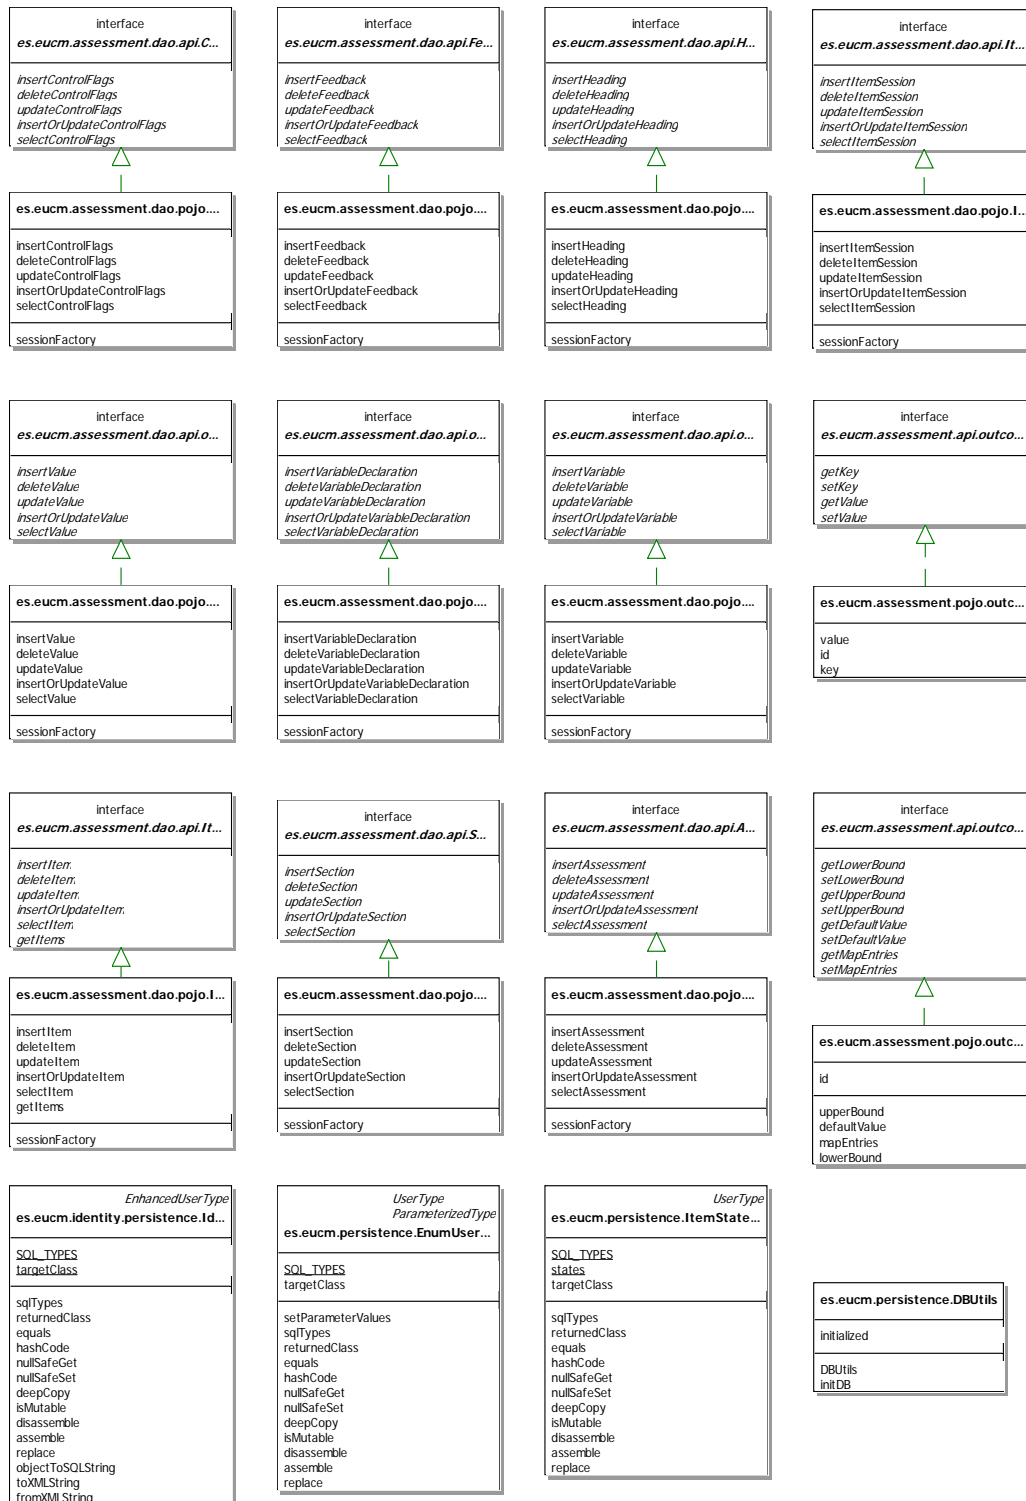 interface
es.eucm.assessment.dao.api.C...
insertControlFlags
deleteControlFlags
updateControlFlags
insertOrUpdateControlFlags
selectControlFlags
es.eucm.assessment.dao.pojo....
insertControlFlags
deleteControlFlags
updateControlFlags
insertOrUpdateControlFlags
selectControlFlags
sessionFactory
interface
es.eucm.assessment.dao.api.Fe...
insertFeedback
deleteFeedback
updateFeedback
insertOrUpdateFeedback
selectFeedback
es.eucm.assessment.dao.pojo....
insertFeedback
deleteFeedback
updateFeedback
insertOrUpdateFeedback
selectFeedback
sessionFactory
interface
es.eucm.assessment.dao.api.H...
insertHeading
deleteHeading
updateHeading
insertOrUpdateHeading
selectHeading
es.eucm.assessment.dao.pojo....
insertHeading
deleteHeading
updateHeading
insertOrUpdateHeading
selectHeading
sessionFactory
interface
es.eucm.assessment.dao.api.It...
insertItemSession
deleteItemSession
updateItemSession
insertOrUpdateItemSession
selectItemSession
es.eucm.assessment.dao.pojo.I...
insertItemSession
deleteItemSession
updateItemSession
insertOrUpdateItemSession
selectItemSession
sessionFactory
interface
es.eucm.assessment.dao.api.o...
insertValue
deleteValue
updateValue
insertOrUpdateValue
selectValue
es.eucm.assessment.dao.pojo....
insertValue
deleteValue
updateValue
insertOrUpdateValue
selectValue
sessionFactory
interface
es.eucm.assessment.dao.api.o...
insertVariableDeclaration
deleteVariableDeclaration
updateVariableDeclaration
insertOrUpdateVariableDeclaration
selectVariableDeclaration
es.eucm.assessment.dao.pojo....
insertVariableDeclaration
deleteVariableDeclaration
updateVariableDeclaration
insertOrUpdateVariableDeclaration
selectVariableDeclaration
sessionFactory
interface
es.eucm.assessment.dao.api.o...
insertVariable
deleteVariable
updateVariable
insertOrUpdateVariable
selectVariable
es.eucm.assessment.dao.pojo....
insertVariable
deleteVariable
updateVariable
insertOrUpdateVariable
selectVariable
sessionFactory
interface
es.eucm.assessment.api.outco...
getKey
setKey
getValue
setValue
es.eucm.assessment.pojo.outc...
value
id
key
interface
es.eucm.assessment.dao.api.It...
insertItem
deleteItem
updateItem
insertOrUpdateItem
selectItem
getItems
es.eucm.assessment.dao.pojo.I...
insertItem
deleteItem
updateItem
insertOrUpdateItem
selectItem
getItems
sessionFactory
interface
es.eucm.assessment.dao.api.S...
insertSection
deleteSection
updateSection
insertOrUpdateSection
selectSection
es.eucm.assessment.dao.pojo....
insertSection
deleteSection
updateSection
insertOrUpdateSection
selectSection
sessionFactory
interface
es.eucm.assessment.dao.api.A...
insertAssessment
deleteAssessment
updateAssessment
insertOrUpdateAssessment
selectAssessment
es.eucm.assessment.dao.pojo....
insertAssessment
deleteAssessment
updateAssessment
insertOrUpdateAssessment
selectAssessment
sessionFactory
interface
es.eucm.assessment.api.outco...
getLowerBound
setLowerBound
getUpperBound
setUpperBound
getDefaultValue
setDefaultValue
getMapEntries
setMapEntries
es.eucm.assessment.pojo.outc...
id
upperBound
defaultValue
mapEntries
lowerBound
EnhancedUserType
es.eucm.identity.persistence.Id...
SQL_TYPES
targetClass
sqlTypes
returnedClass
equals
hashCode
nullSafeGet
nullSafeSet
deepCopy
isMutable
disassemble
assemble
replace
objectToSQLString
toXMLString
fromXMLString
UserType
ParameterizedType
es.eucm.persistence.EnumUser...
SQL_TYPES
targetClass
setParameterValues
sqlTypes
returnedClass
equals
hashCode
nullSafeGet
nullSafeSet
deepCopy
isMutable
disassemble
assemble
replace
UserType
es.eucm.persistence.ItemState...
SQL_TYPES
states
targetClass
sqlTypes
returnedClass
equals
hashCode
nullSafeGet
nullSafeSet
deepCopy
isMutable
disassemble
assemble
replace
es.eucm.persistence.DBUtils
initialized
DBUtils
initDB